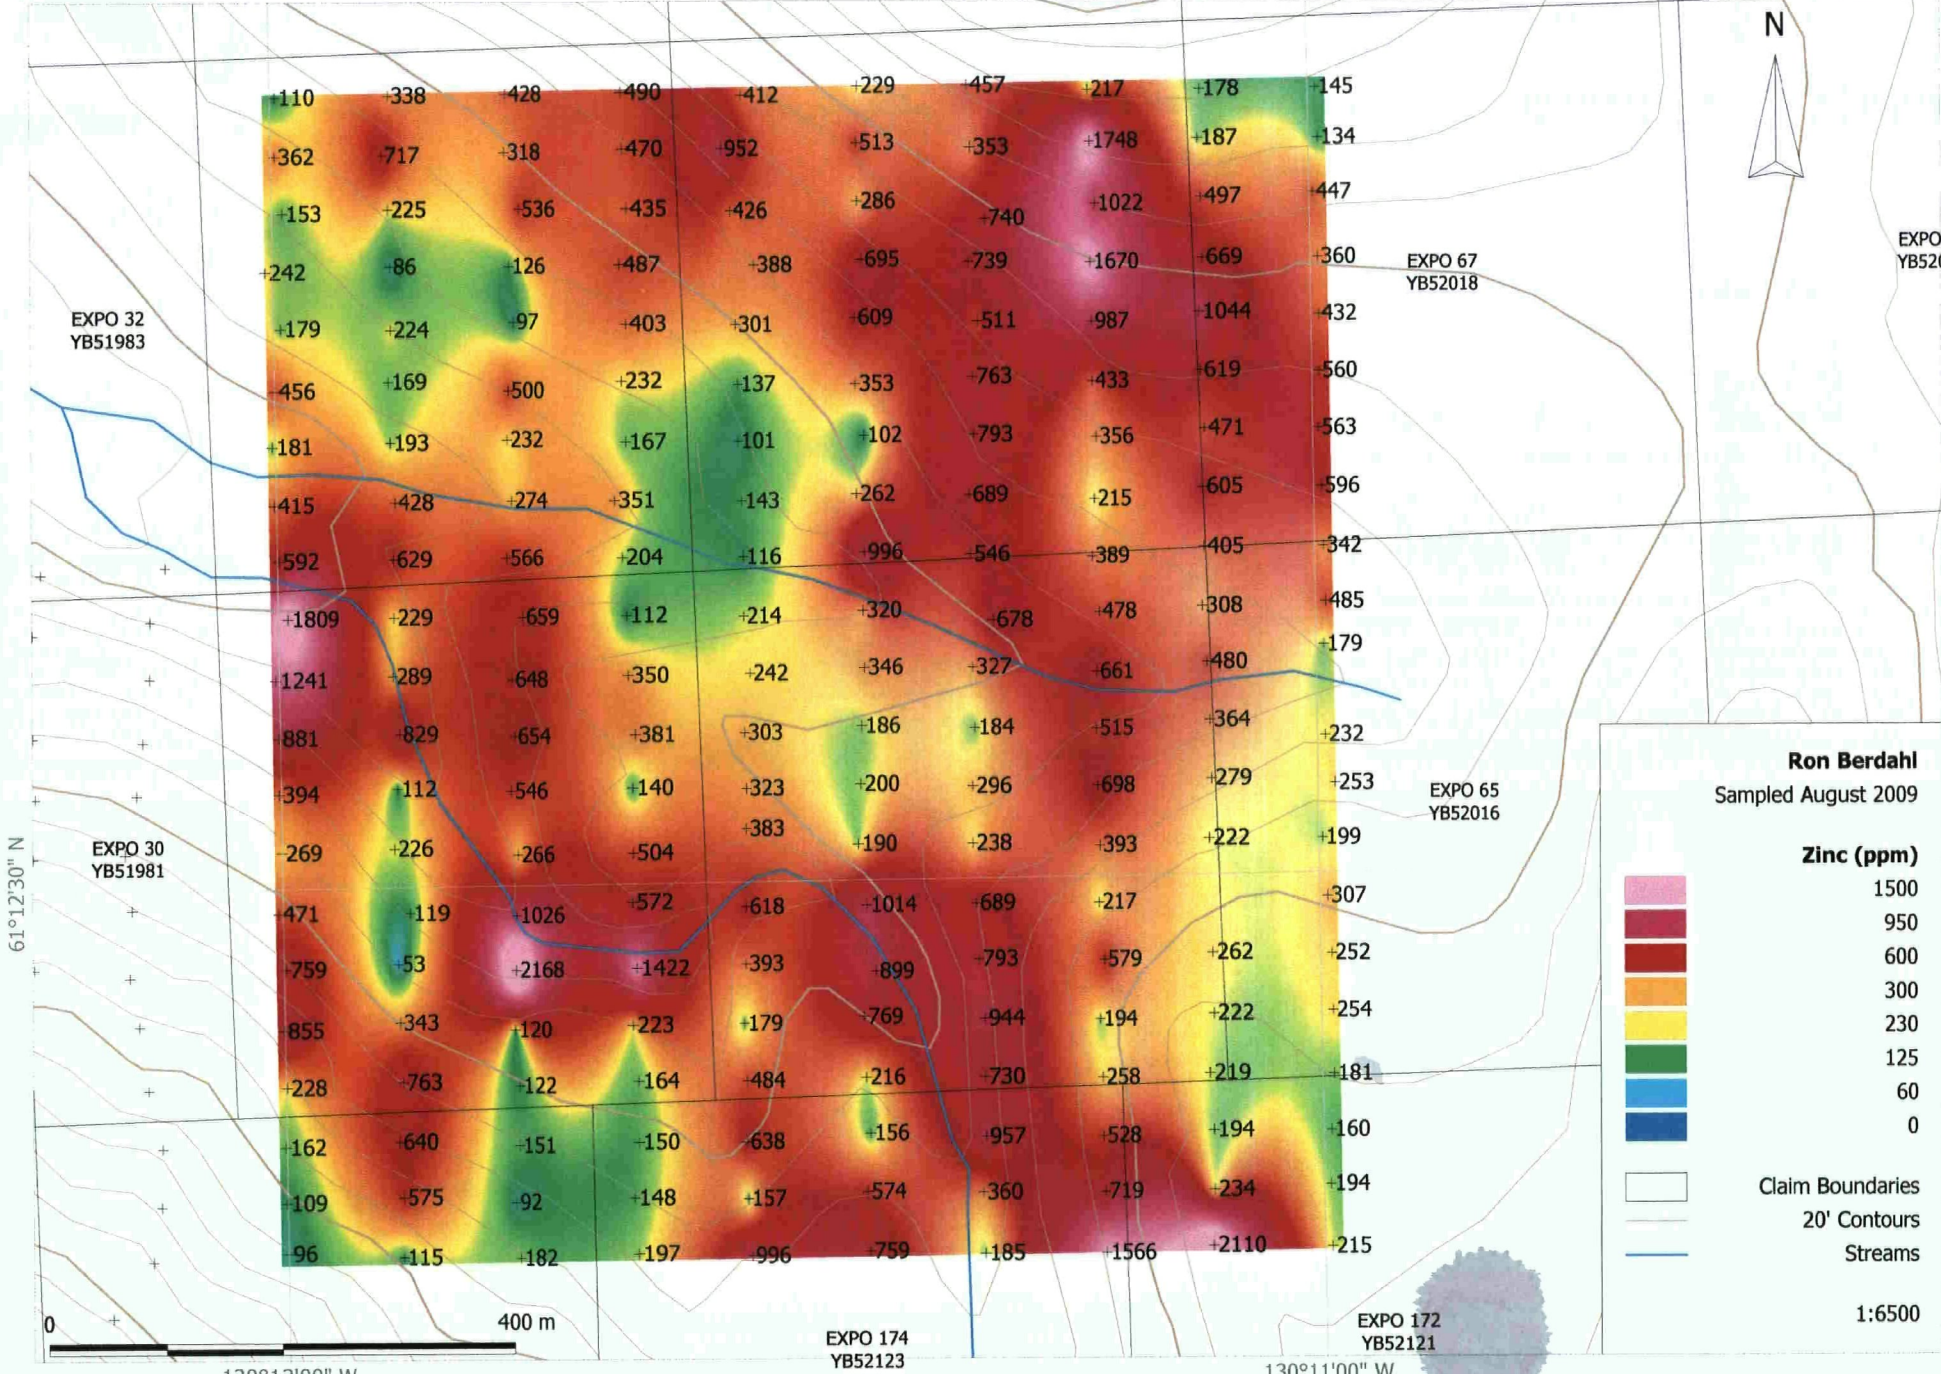 N
+110 +338 +428 +490 +412 +229 +457 +217 +178 +145
+362 +717 +318 +470 +952 +513 +353 +1748 +187 +134
+153 +225 +536 +435 +426 +286 +740 +1022 +497 +447
+242 +86 +126 +487 +388 +695 +739 +1670 +669 +360
+179 +224 +97 +403 +301 +609 +511 +987 +1044 +432
+456 +169 +500 +232 +137 +353 +763 +433 +619 +560
+181 +193 +232 +167 +101 +102 +793 +356 +471 +563
+415 +428 +274 +351 +143 +262 +689 +215 +605 +596
+592 +629 +566 +204 +116 +996 +546 +389 +405 +342
+1809 +229 +659 +112 +214 +320 +678 +478 +308 +485
+1241 +289 +648 +350 +242 +346 +327 +661 +480 +179
+881 +829 +654 +381 +303 +186 +184 +515 +364 +232
+394 +112 +546 +140 +323 +200 +296 +698 +279 +253
+269 +226 +266 +504 +383 +190 +238 +393 +222 +199
+471 +119 +1026 +572 +618 +1014 +689 +217 +307
+759 +53 +2168 +1422 +393 +899 +793 +579 +262 +252
+855 +343 +120 +223 +179 +769 +944 +194 +222 +254
+228 +763 +122 +164 +484 +216 +730 +258 +219 +181
+162 +640 +151 +150 +638 +156 +957 +528 +194 +160
+109 +575 +92 +148 +157 +574 +360 +719 +234 +194
+96 +115 +182 +197 +996 +759 +185 +1566 +2110 +215
EXPO 32
YB51983
EXPO 67
YB52018
EXPO
EXPO 30
YB51981
EXPO 65
YB52016
EXPO 174
YB52123
EXPO 172
YB52121
61°12'30" N
130°11'00" W
0 400 m
Ron Berdahl
Sampled August 2009
Zinc (ppm)
1500
950
600
300
230
125
60
0
Claim Boundaries
20' Contours
Streams
1:6500